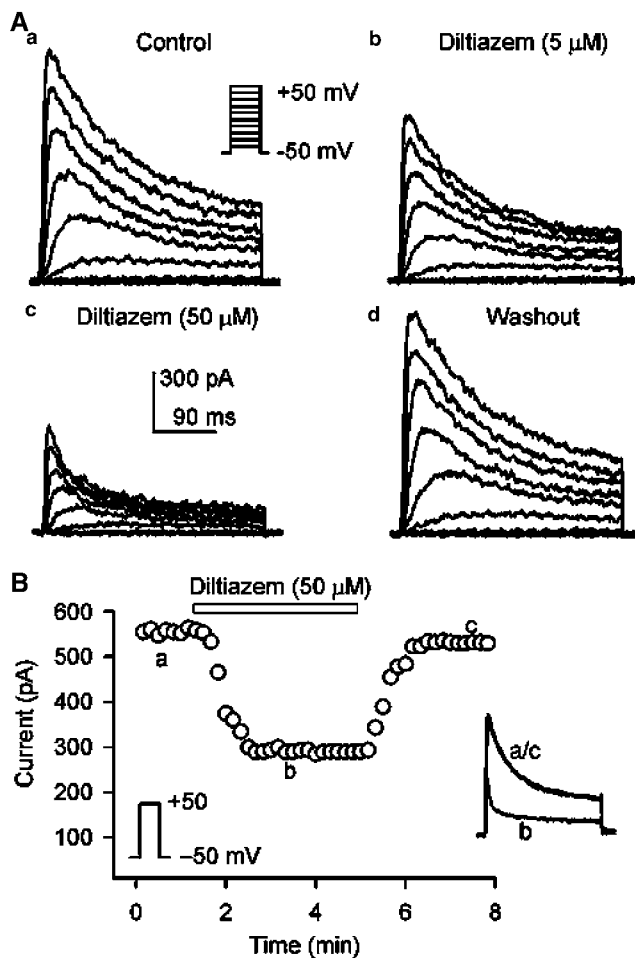 A
a
Control
+50 mV
-50 mV
b
Diltiazem (5 µM)
c
Diltiazem (50 µM)
300 pA
90 ms
d
Washout
B
Diltiazem (50 µM)
600
500
400
300
200
100
Current (pA)
a
b
c
+50
−50 mV
a/c
b
0
2
4
6
8
Time (min)